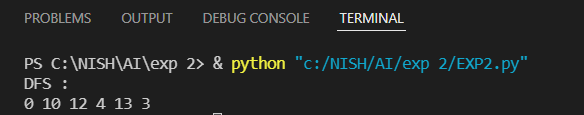 PROBLEMS OUTPUT DEBUG CONSOLE TERMINAL
PS C:\NISH\AI\exp 2> & python "c:/NISH/AI/exp 2/EXP2.py"
DFS :
0 10 12 4 13 3